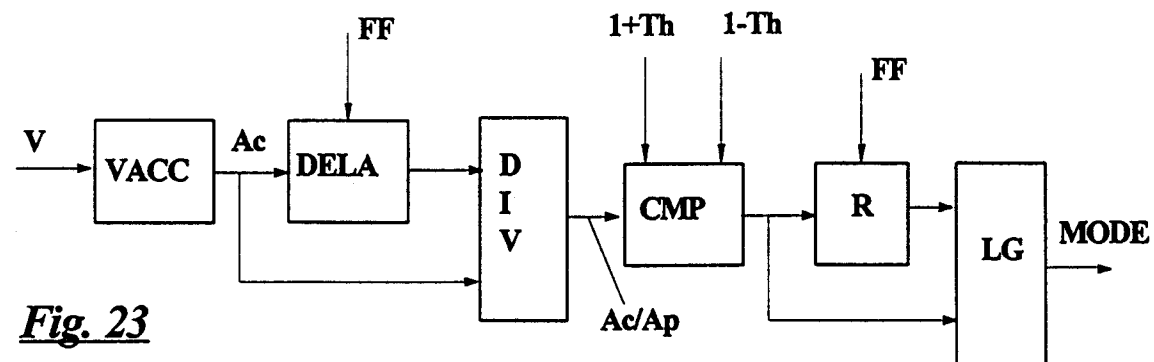 FF
1+Th 1-Th
FF
V
VACC
Ac
DELA
D
I
V
CMP
R
LG
MODE
Ac/Ap
Fig. 23